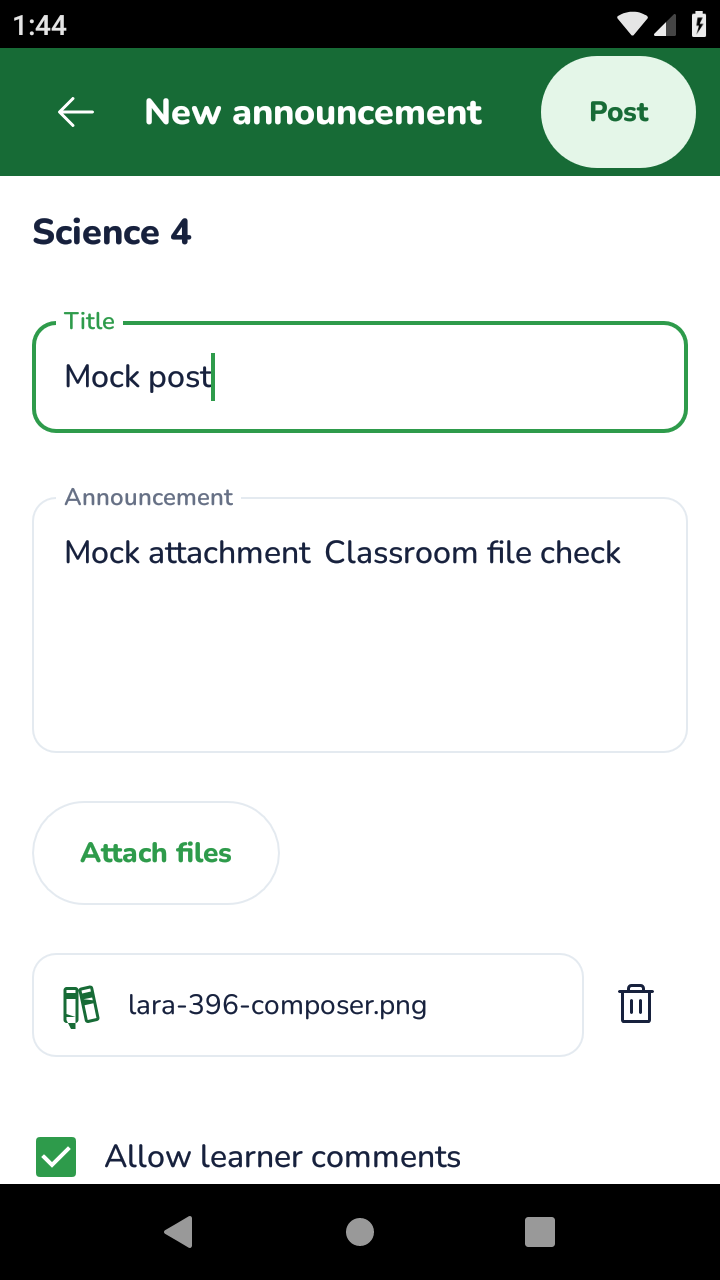 1:44
New announcement
Post
Science 4
Title
Mock post
Announcement
Mock attachment  Classroom file check
Attach files
lara-396-composer.png
Allow learner comments